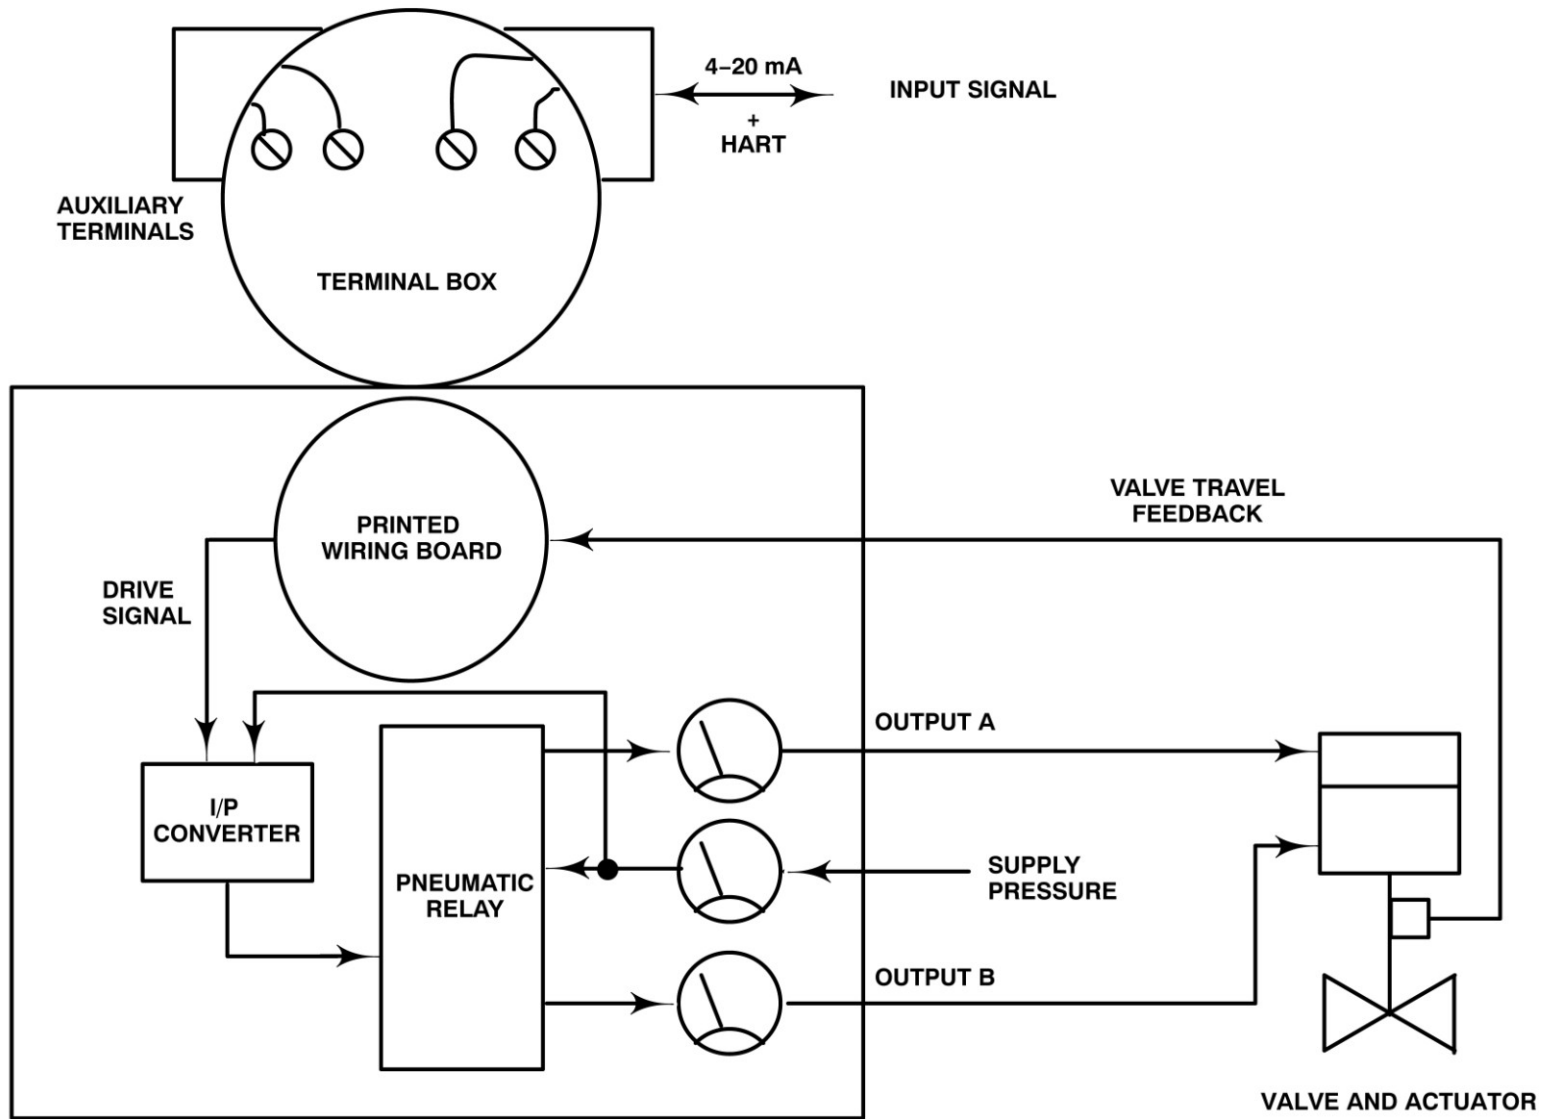 4–20 mA
+
HART
INPUT SIGNAL
AUXILIARY
TERMINALS
TERMINAL BOX
PRINTED
WIRING BOARD
VALVE TRAVEL
FEEDBACK
DRIVE
SIGNAL
I/P
CONVERTER
PNEUMATIC
RELAY
OUTPUT A
SUPPLY
PRESSURE
OUTPUT B
VALVE AND ACTUATOR